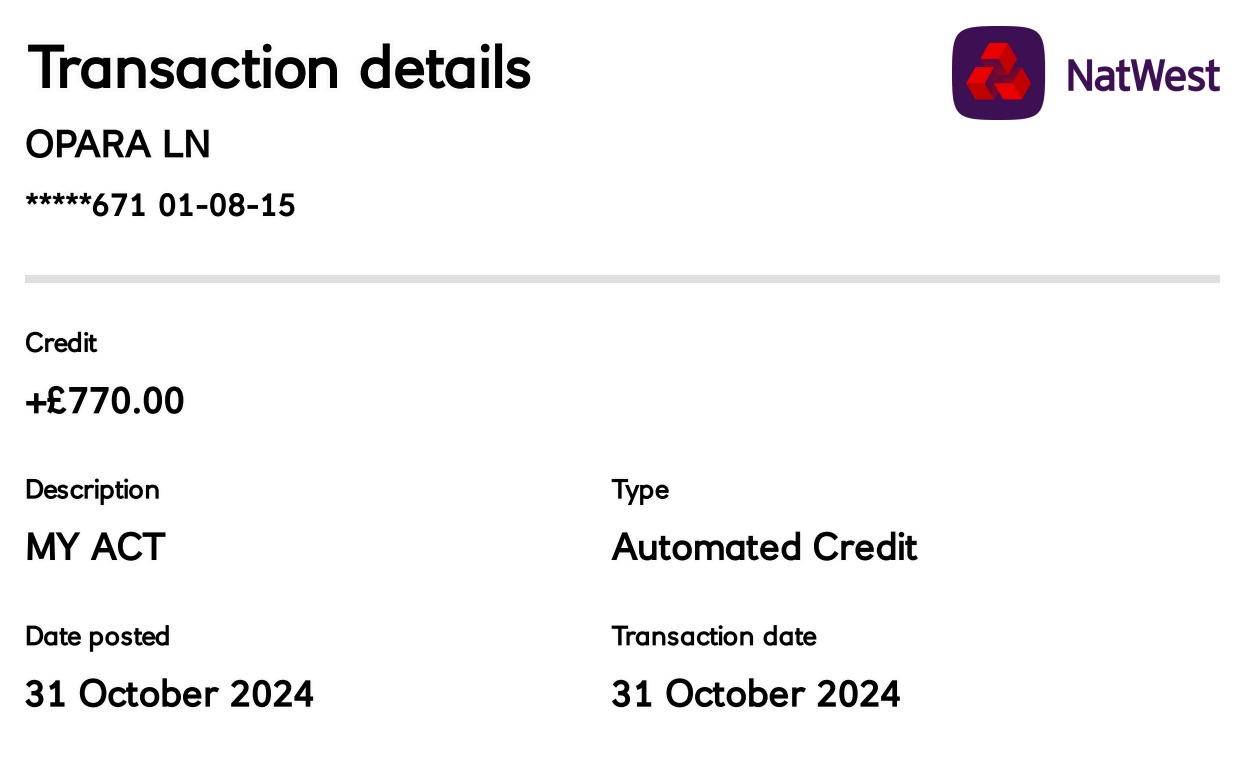 Transaction details
NatWest
OPARA LN
*****671 01-08-15
Credit
+£770.00
Description
Type
MY ACT
Automated Credit
Date posted
Transaction date
31 October 2024
31 October 2024